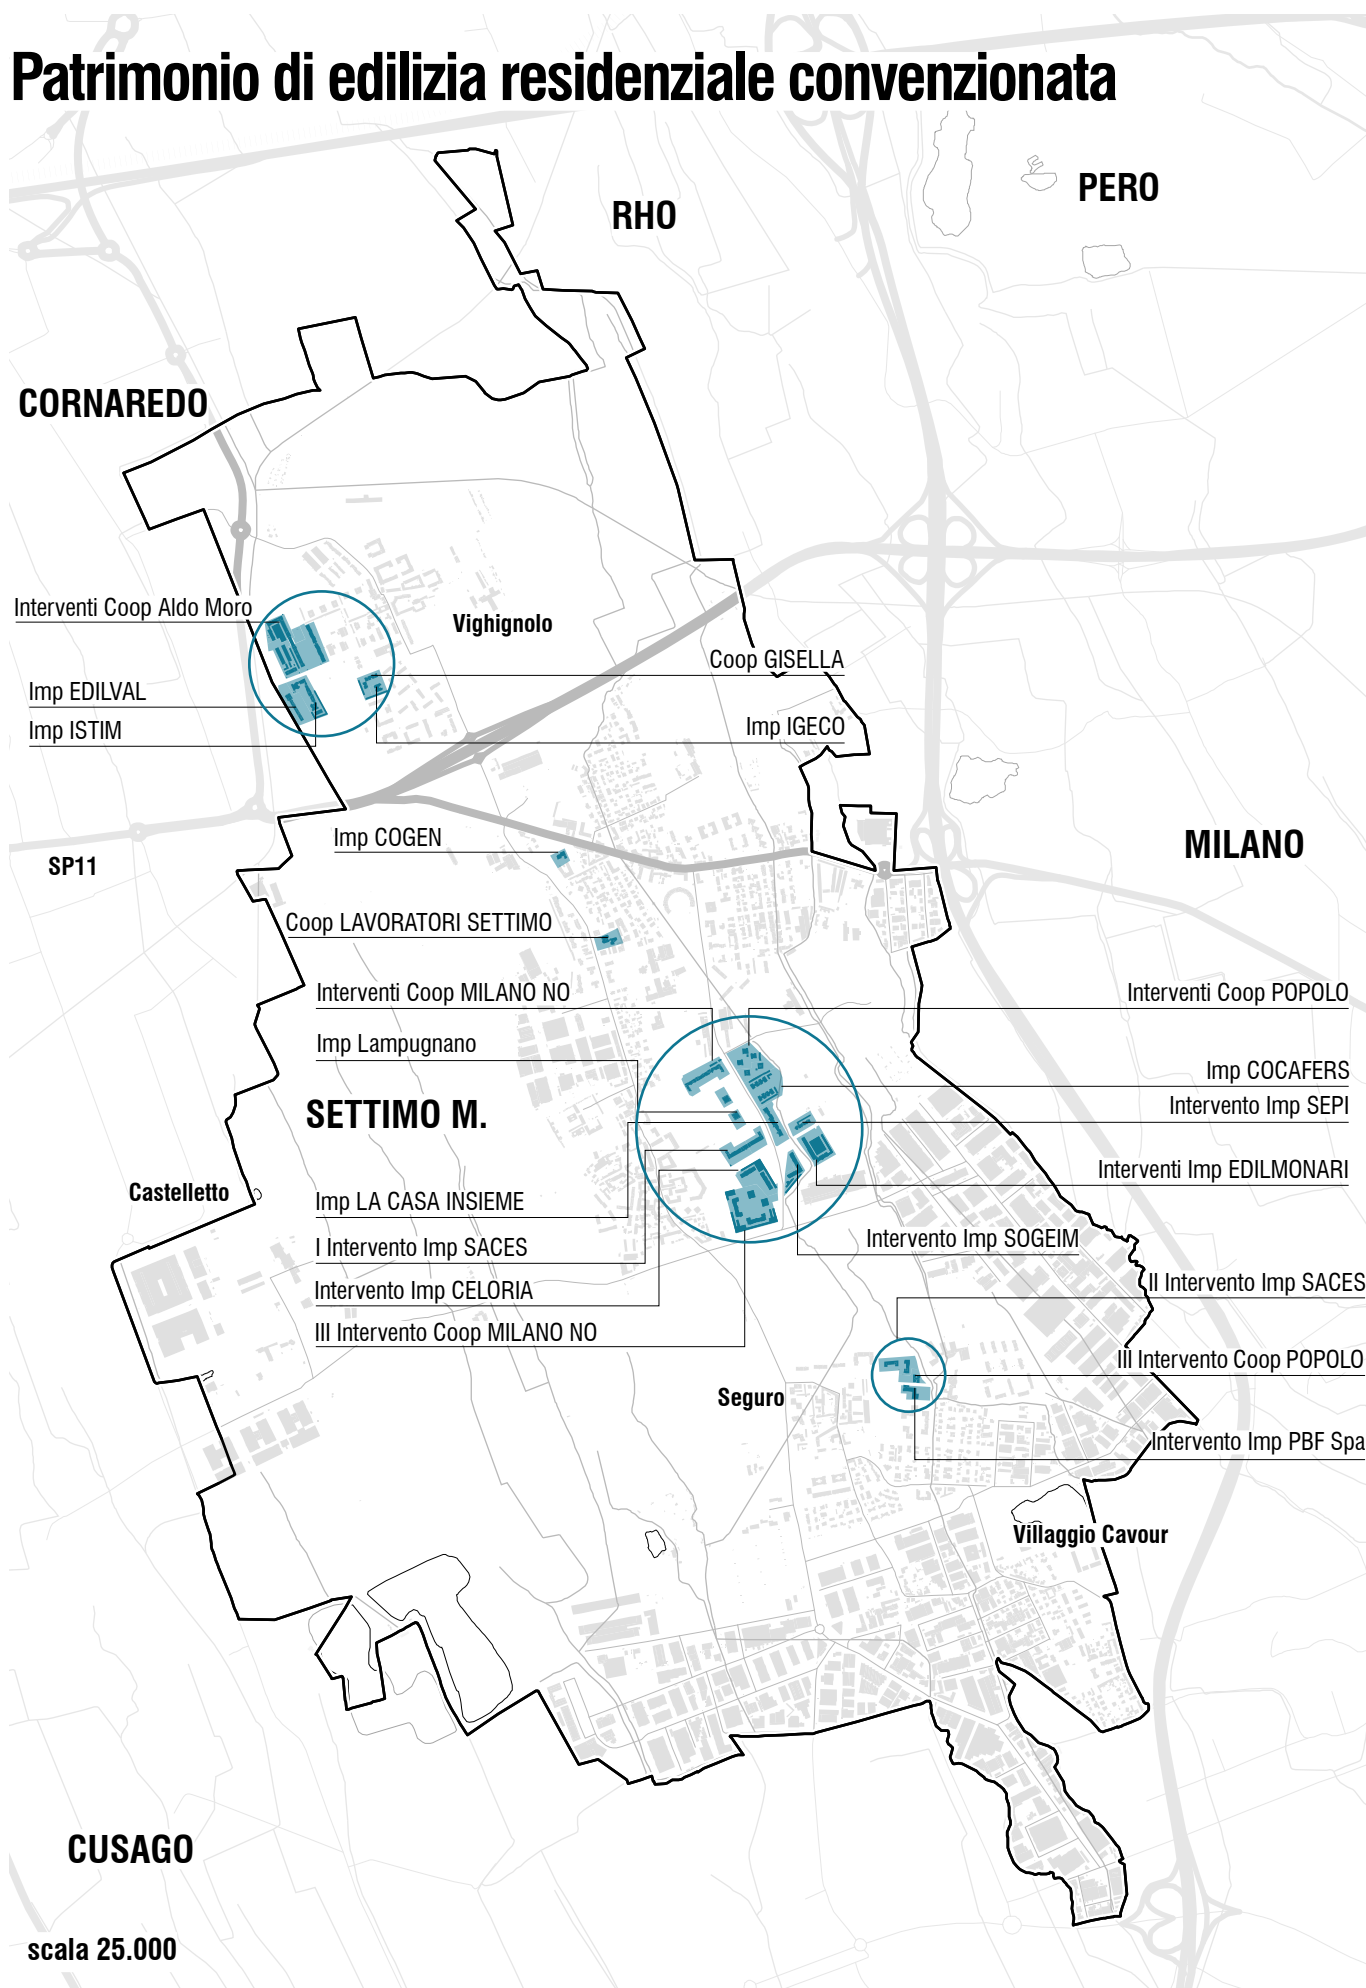 Patrimonio di edilizia residenziale convenzionata
PERO
RHO
CORNAREDO
Interventi Coop Aldo Moro
Vighignolo
Coop GISELLA
Imp EDILVAL
Imp IGECO
Imp ISTIM
Imp COGEN
MILANO
SP11
Coop LAVORATORI SETTIMO
Interventi Coop MILANO NO
Interventi Coop POPOLO
Imp Lampugnano
Imp COCAFERS
SETTIMO M.
Intervento Imp SEPI
Interventi Imp EDILMONARI
Castelletto
Imp LA CASA INSIEME
Intervento Imp SOGEIM
I Intervento Imp SACES
II Intervento Imp SACES
Intervento Imp CELORIA
III Intervento Coop MILANO NO
III Intervento Coop POPOLO
Seguro
Intervento Imp PBF Spa
Villaggio Cavour
CUSAGO
scala 25.000